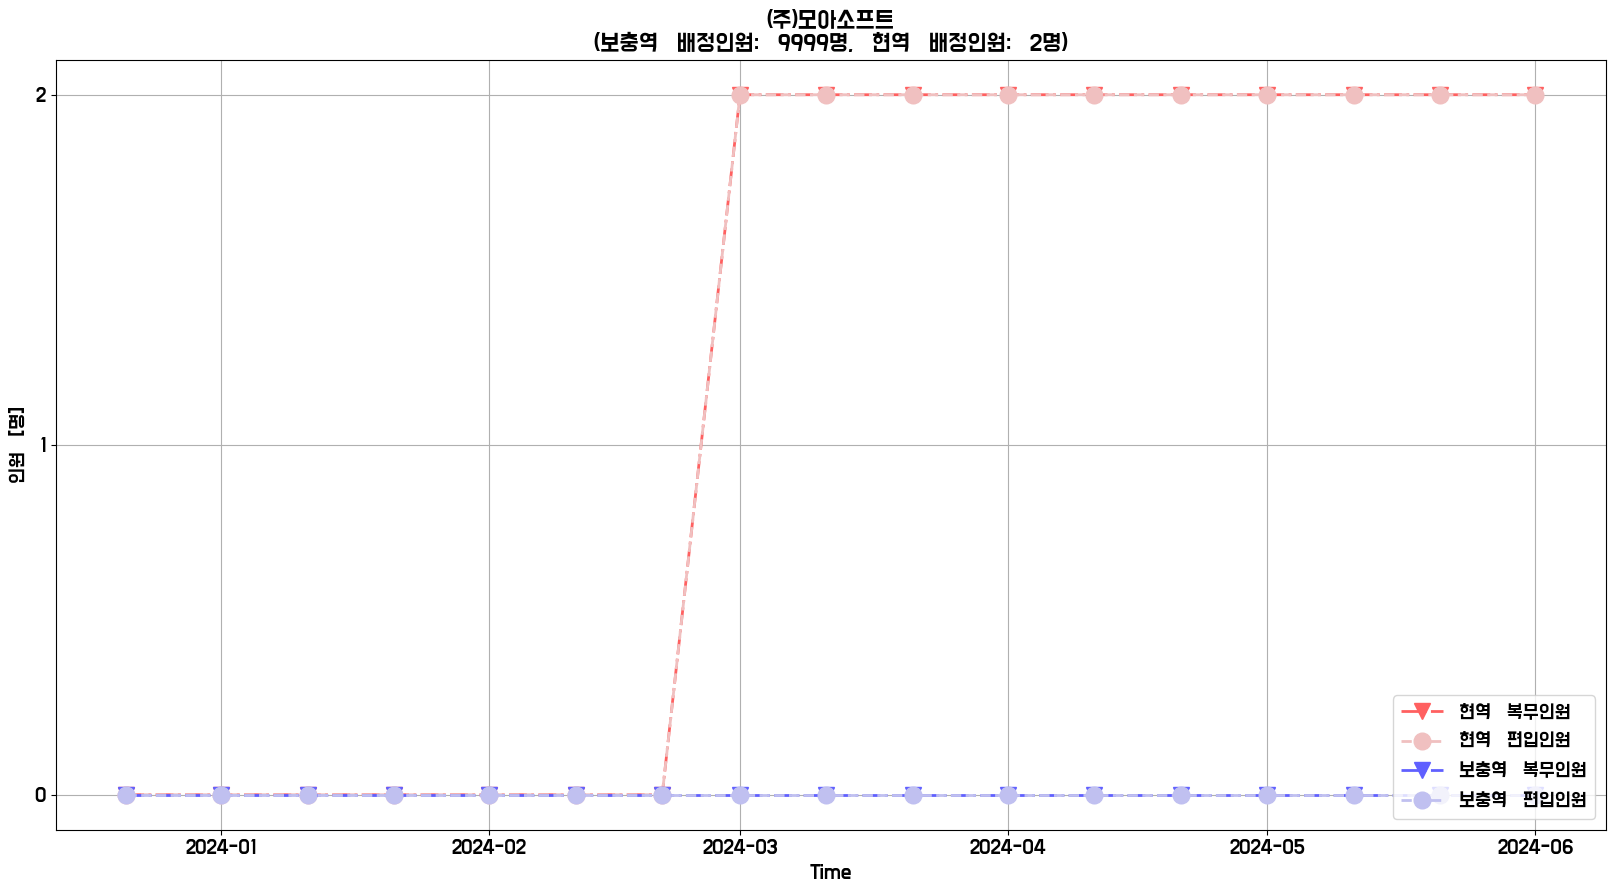 (주)모아소프트
(보충역 배정인원: 9999명, 현역 배정인원: 2명)
인원 [명]
2
1
0
현역 복무인원
현역 편입인원
보충역 복무인원
보충역 편입인원
2024-01 2024-02 2024-03 2024-04 2024-05 2024-06
Time